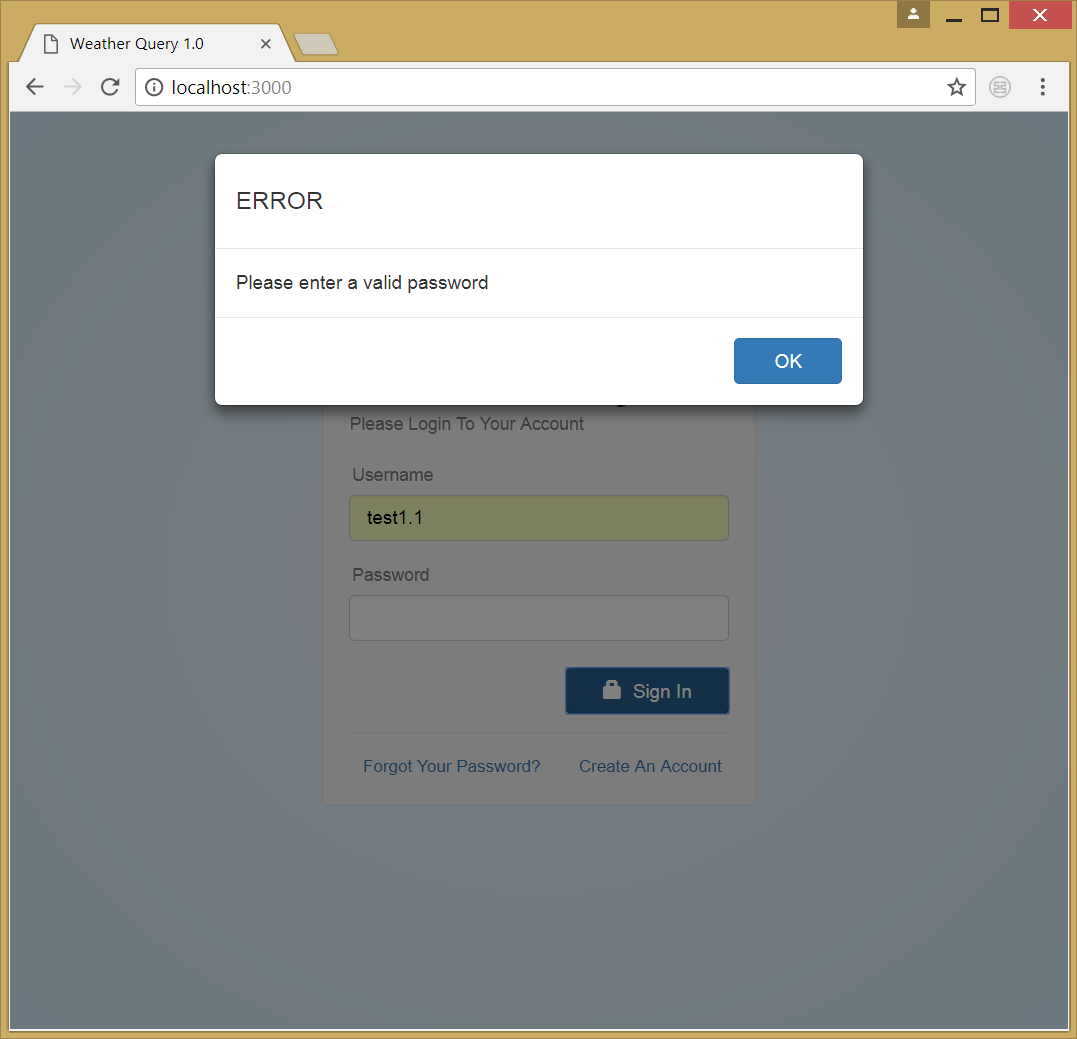 Weather Query 1.0
localhost:3000
ERROR
Please enter a valid password
OK
Please Login To Your Account
Username
test1.1
Password
Sign In
Forgot Your Password? Create An Account